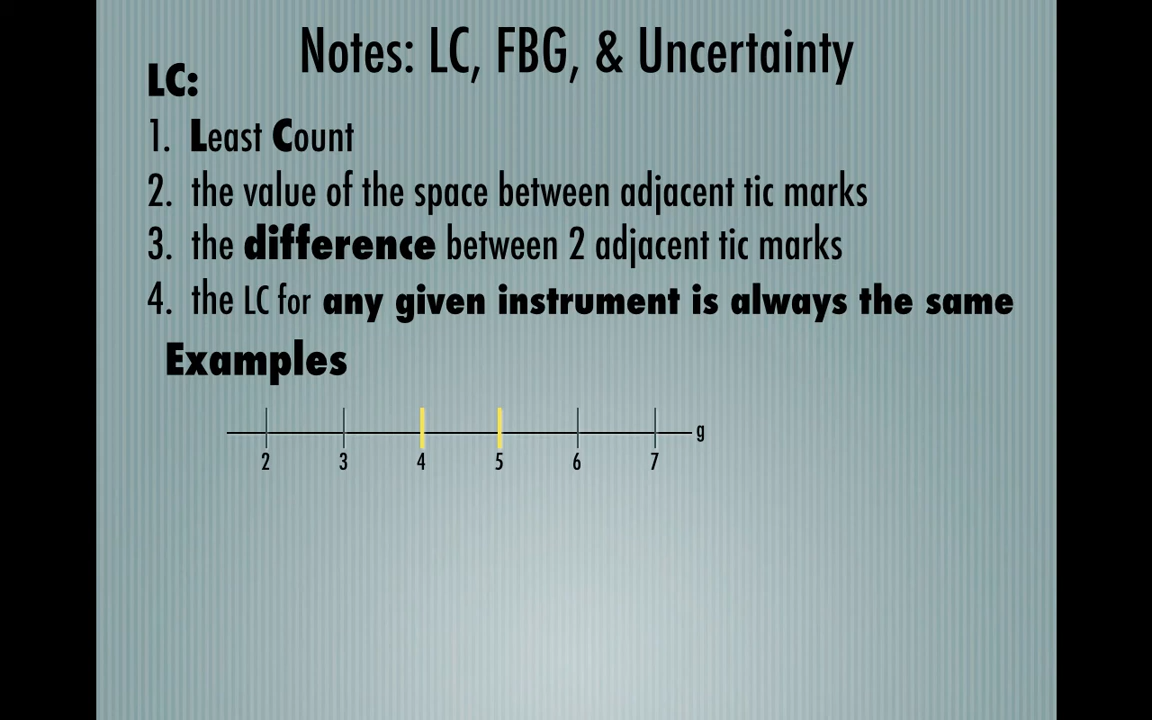 Notes: LC, FBG, & Uncertainty
LC:
1. Least Count
2. the value of the space between adjacent tic marks
3. the difference between 2 adjacent tic marks
4. the LC for any given instrument is always the same
Examples
g
2 3 4 5 6 7